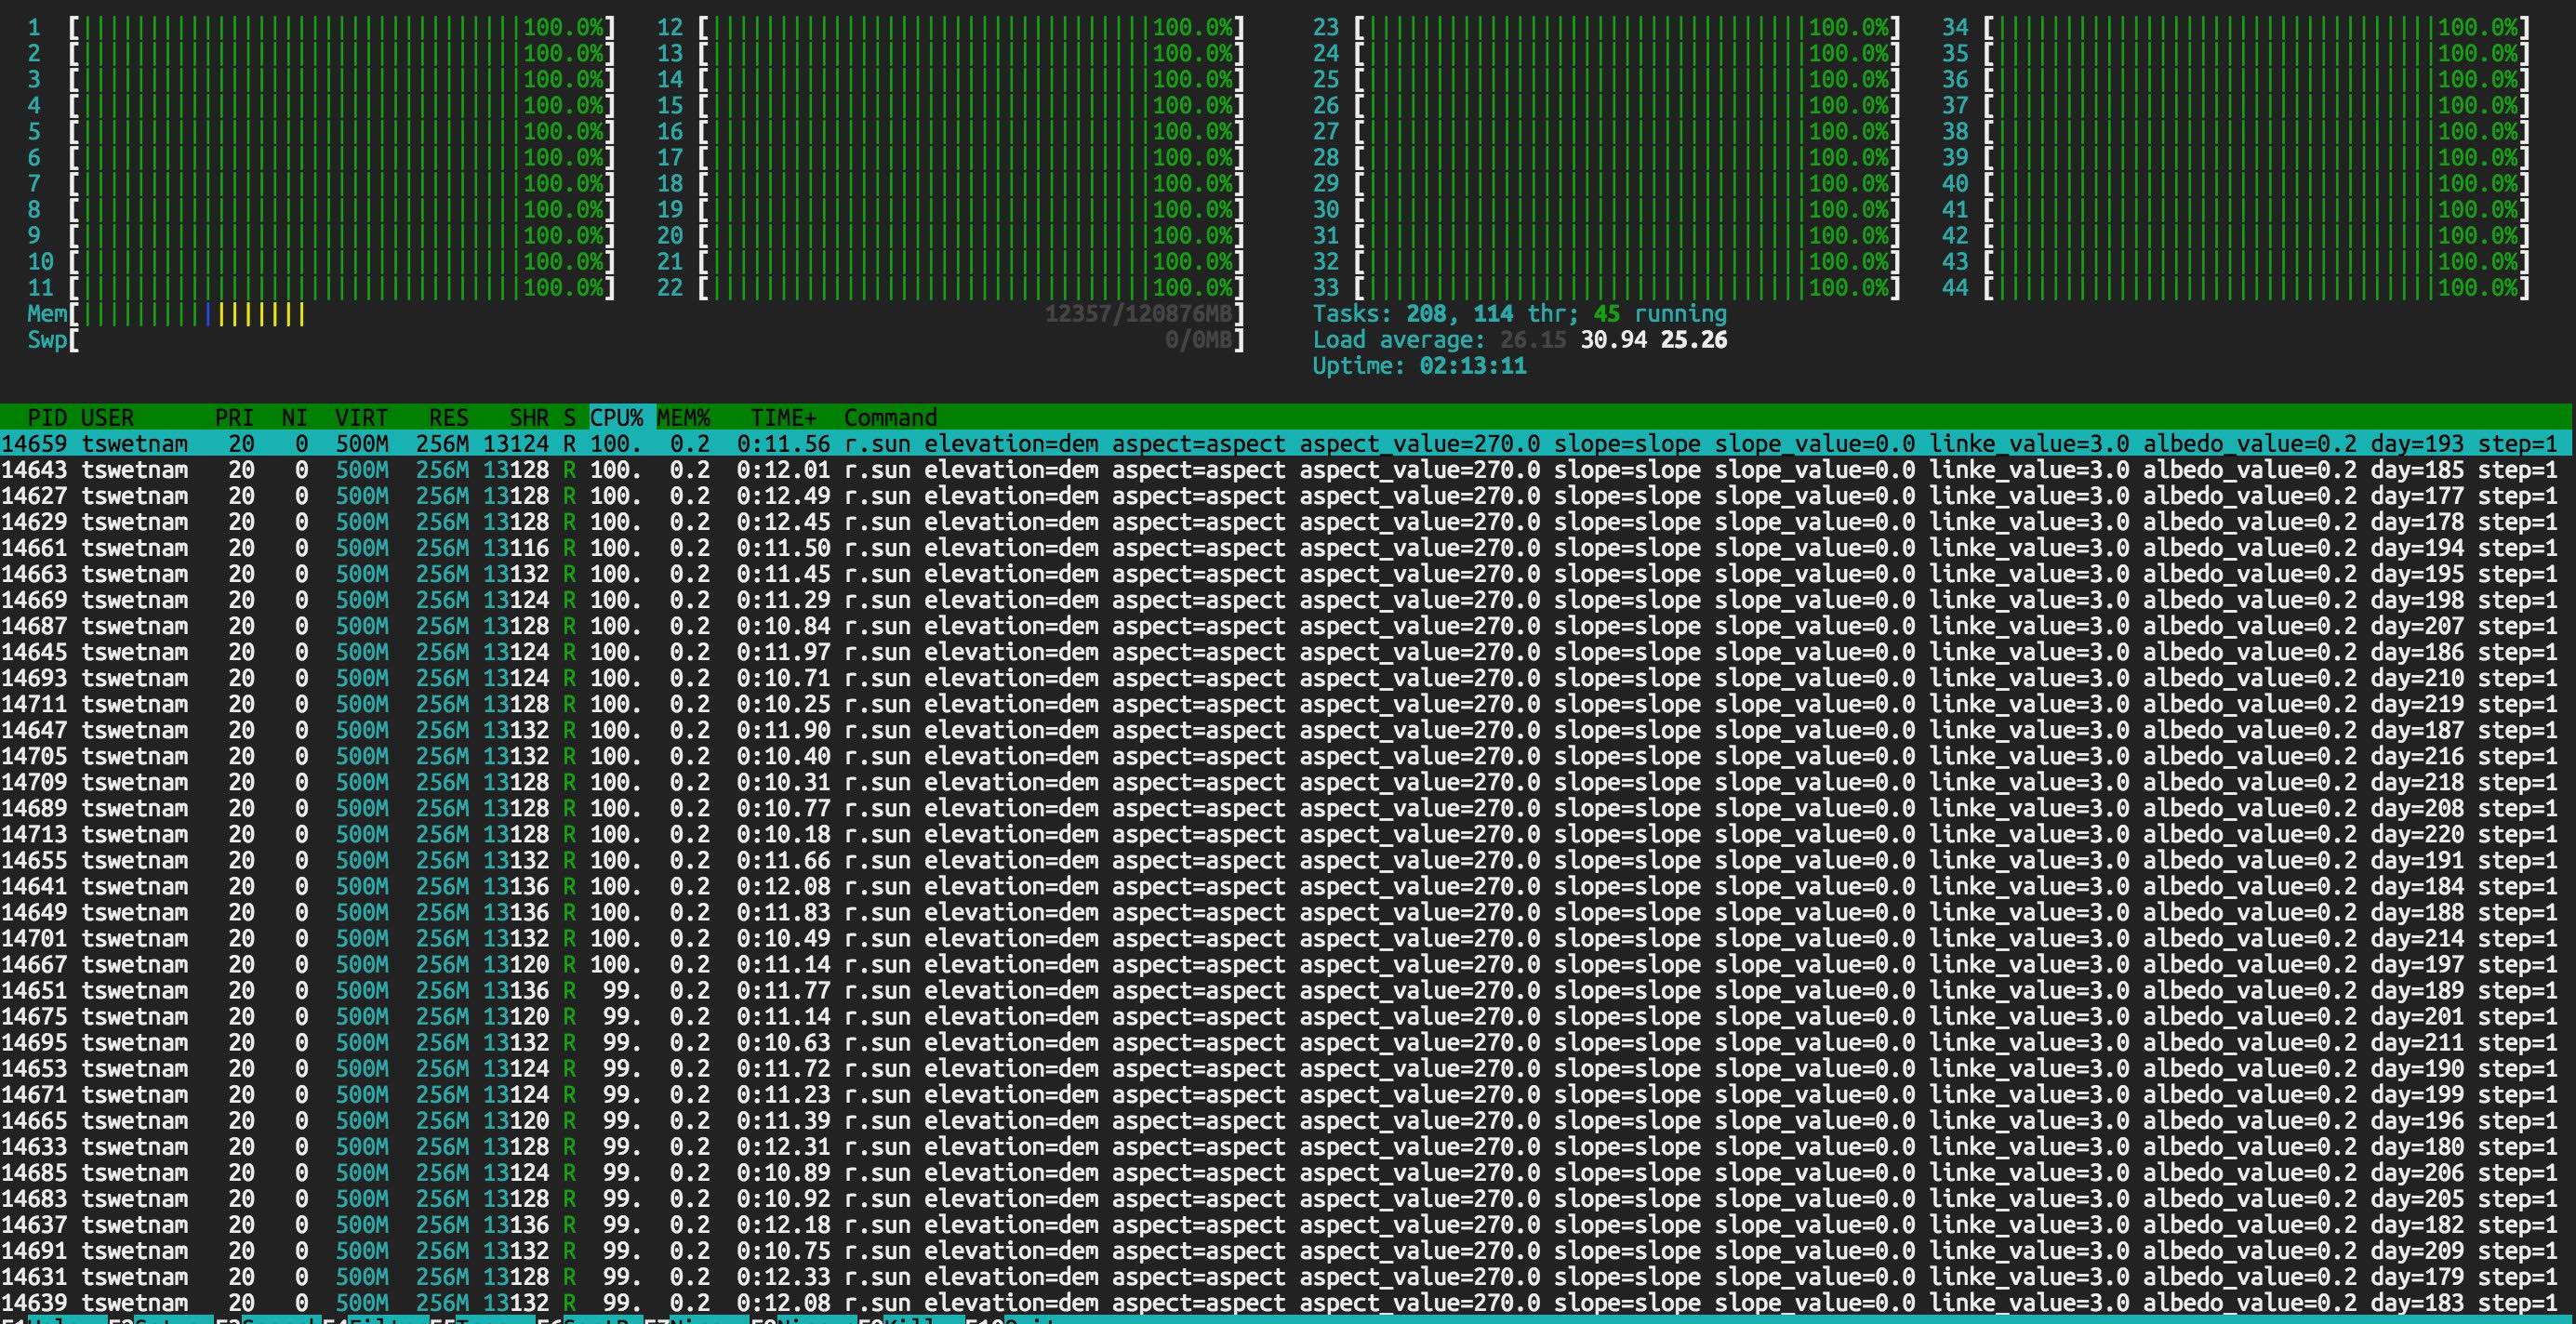 1 [100.0%] 12 [100.0%] 23 [100.0%] 34 [100.0%]
2 [100.0%] 13 [100.0%] 24 [100.0%] 35 [100.0%]
3 [100.0%] 14 [100.0%] 25 [100.0%] 36 [100.0%]
4 [100.0%] 15 [100.0%] 26 [100.0%] 37 [100.0%]
5 [100.0%] 16 [100.0%] 27 [100.0%] 38 [100.0%]
6 [100.0%] 17 [100.0%] 28 [100.0%] 39 [100.0%]
7 [100.0%] 18 [100.0%] 29 [100.0%] 40 [100.0%]
8 [100.0%] 19 [100.0%] 30 [100.0%] 41 [100.0%]
9 [100.0%] 20 [100.0%] 31 [100.0%] 42 [100.0%]
10 [100.0%] 21 [100.0%] 32 [100.0%] 43 [100.0%]
11 [100.0%] 22 [100.0%] 33 [100.0%] 44 [100.0%]
Mem[12357/120876MB] Tasks: 208, 114 thr; 45 running
Swp[0/0MB] Load average: 26.15 30.94 25.26
Uptime: 02:13:11
PID USER PRI NI VIRT RES SHR S CPU% MEM% TIME+ Command
14659 tswetnam 20 0 500M 256M 13124 R 100. 0.2 0:11.56 r.sun elevation=dem aspect=aspect aspect_value=270.0 slope=slope slope_value=0.0 linke_value=3.0 albedo_value=0.2 day=193 step=1
14643 tswetnam 20 0 500M 256M 13128 R 100. 0.2 0:12.01 r.sun elevation=dem aspect=aspect aspect_value=270.0 slope=slope slope_value=0.0 linke_value=3.0 albedo_value=0.2 day=185 step=1
14627 tswetnam 20 0 500M 256M 13128 R 100. 0.2 0:12.49 r.sun elevation=dem aspect=aspect aspect_value=270.0 slope=slope slope_value=0.0 linke_value=3.0 albedo_value=0.2 day=177 step=1
14629 tswetnam 20 0 500M 256M 13128 R 100. 0.2 0:12.45 r.sun elevation=dem aspect=aspect aspect_value=270.0 slope=slope slope_value=0.0 linke_value=3.0 albedo_value=0.2 day=178 step=1
14661 tswetnam 20 0 500M 256M 13116 R 100. 0.2 0:11.50 r.sun elevation=dem aspect=aspect aspect_value=270.0 slope=slope slope_value=0.0 linke_value=3.0 albedo_value=0.2 day=194 step=1
14663 tswetnam 20 0 500M 256M 13132 R 100. 0.2 0:11.45 r.sun elevation=dem aspect=aspect aspect_value=270.0 slope=slope slope_value=0.0 linke_value=3.0 albedo_value=0.2 day=195 step=1
14669 tswetnam 20 0 500M 256M 13124 R 100. 0.2 0:11.29 r.sun elevation=dem aspect=aspect aspect_value=270.0 slope=slope slope_value=0.0 linke_value=3.0 albedo_value=0.2 day=198 step=1
14687 tswetnam 20 0 500M 256M 13128 R 100. 0.2 0:10.84 r.sun elevation=dem aspect=aspect aspect_value=270.0 slope=slope slope_value=0.0 linke_value=3.0 albedo_value=0.2 day=207 step=1
14645 tswetnam 20 0 500M 256M 13124 R 100. 0.2 0:11.97 r.sun elevation=dem aspect=aspect aspect_value=270.0 slope=slope slope_value=0.0 linke_value=3.0 albedo_value=0.2 day=186 step=1
14693 tswetnam 20 0 500M 256M 13124 R 100. 0.2 0:10.71 r.sun elevation=dem aspect=aspect aspect_value=270.0 slope=slope slope_value=0.0 linke_value=3.0 albedo_value=0.2 day=210 step=1
14711 tswetnam 20 0 500M 256M 13128 R 100. 0.2 0:10.25 r.sun elevation=dem aspect=aspect aspect_value=270.0 slope=slope slope_value=0.0 linke_value=3.0 albedo_value=0.2 day=219 step=1
14647 tswetnam 20 0 500M 256M 13132 R 100. 0.2 0:11.90 r.sun elevation=dem aspect=aspect aspect_value=270.0 slope=slope slope_value=0.0 linke_value=3.0 albedo_value=0.2 day=187 step=1
14705 tswetnam 20 0 500M 256M 13132 R 100. 0.2 0:10.40 r.sun elevation=dem aspect=aspect aspect_value=270.0 slope=slope slope_value=0.0 linke_value=3.0 albedo_value=0.2 day=216 step=1
14709 tswetnam 20 0 500M 256M 13128 R 100. 0.2 0:10.31 r.sun elevation=dem aspect=aspect aspect_value=270.0 slope=slope slope_value=0.0 linke_value=3.0 albedo_value=0.2 day=218 step=1
14689 tswetnam 20 0 500M 256M 13128 R 100. 0.2 0:10.77 r.sun elevation=dem aspect=aspect aspect_value=270.0 slope=slope slope_value=0.0 linke_value=3.0 albedo_value=0.2 day=208 step=1
14713 tswetnam 20 0 500M 256M 13128 R 100. 0.2 0:10.18 r.sun elevation=dem aspect=aspect aspect_value=270.0 slope=slope slope_value=0.0 linke_value=3.0 albedo_value=0.2 day=220 step=1
14655 tswetnam 20 0 500M 256M 13132 R 100. 0.2 0:11.66 r.sun elevation=dem aspect=aspect aspect_value=270.0 slope=slope slope_value=0.0 linke_value=3.0 albedo_value=0.2 day=191 step=1
14641 tswetnam 20 0 500M 256M 13136 R 100. 0.2 0:12.08 r.sun elevation=dem aspect=aspect aspect_value=270.0 slope=slope slope_value=0.0 linke_value=3.0 albedo_value=0.2 day=184 step=1
14649 tswetnam 20 0 500M 256M 13136 R 100. 0.2 0:11.83 r.sun elevation=dem aspect=aspect aspect_value=270.0 slope=slope slope_value=0.0 linke_value=3.0 albedo_value=0.2 day=188 step=1
14701 tswetnam 20 0 500M 256M 13132 R 100. 0.2 0:10.49 r.sun elevation=dem aspect=aspect aspect_value=270.0 slope=slope slope_value=0.0 linke_value=3.0 albedo_value=0.2 day=214 step=1
14667 tswetnam 20 0 500M 256M 13120 R 100. 0.2 0:11.14 r.sun elevation=dem aspect=aspect aspect_value=270.0 slope=slope slope_value=0.0 linke_value=3.0 albedo_value=0.2 day=197 step=1
14651 tswetnam 20 0 500M 256M 13136 R 99. 0.2 0:11.77 r.sun elevation=dem aspect=aspect aspect_value=270.0 slope=slope slope_value=0.0 linke_value=3.0 albedo_value=0.2 day=189 step=1
14675 tswetnam 20 0 500M 256M 13120 R 99. 0.2 0:11.14 r.sun elevation=dem aspect=aspect aspect_value=270.0 slope=slope slope_value=0.0 linke_value=3.0 albedo_value=0.2 day=201 step=1
14695 tswetnam 20 0 500M 256M 13132 R 99. 0.2 0:10.63 r.sun elevation=dem aspect=aspect aspect_value=270.0 slope=slope slope_value=0.0 linke_value=3.0 albedo_value=0.2 day=211 step=1
14653 tswetnam 20 0 500M 256M 13124 R 99. 0.2 0:11.72 r.sun elevation=dem aspect=aspect aspect_value=270.0 slope=slope slope_value=0.0 linke_value=3.0 albedo_value=0.2 day=190 step=1
14671 tswetnam 20 0 500M 256M 13124 R 99. 0.2 0:11.23 r.sun elevation=dem aspect=aspect aspect_value=270.0 slope=slope slope_value=0.0 linke_value=3.0 albedo_value=0.2 day=199 step=1
14665 tswetnam 20 0 500M 256M 13120 R 99. 0.2 0:11.39 r.sun elevation=dem aspect=aspect aspect_value=270.0 slope=slope slope_value=0.0 linke_value=3.0 albedo_value=0.2 day=196 step=1
14633 tswetnam 20 0 500M 256M 13128 R 99. 0.2 0:12.31 r.sun elevation=dem aspect=aspect aspect_value=270.0 slope=slope slope_value=0.0 linke_value=3.0 albedo_value=0.2 day=180 step=1
14685 tswetnam 20 0 500M 256M 13124 R 99. 0.2 0:10.89 r.sun elevation=dem aspect=aspect aspect_value=270.0 slope=slope slope_value=0.0 linke_value=3.0 albedo_value=0.2 day=206 step=1
14683 tswetnam 20 0 500M 256M 13128 R 99. 0.2 0:10.92 r.sun elevation=dem aspect=aspect aspect_value=270.0 slope=slope slope_value=0.0 linke_value=3.0 albedo_value=0.2 day=205 step=1
14637 tswetnam 20 0 500M 256M 13136 R 99. 0.2 0:12.18 r.sun elevation=dem aspect=aspect aspect_value=270.0 slope=slope slope_value=0.0 linke_value=3.0 albedo_value=0.2 day=182 step=1
14691 tswetnam 20 0 500M 256M 13132 R 99. 0.2 0:10.75 r.sun elevation=dem aspect=aspect aspect_value=270.0 slope=slope slope_value=0.0 linke_value=3.0 albedo_value=0.2 day=209 step=1
14631 tswetnam 20 0 500M 256M 13128 R 99. 0.2 0:12.33 r.sun elevation=dem aspect=aspect aspect_value=270.0 slope=slope slope_value=0.0 linke_value=3.0 albedo_value=0.2 day=179 step=1
14639 tswetnam 20 0 500M 256M 13132 R 99. 0.2 0:12.08 r.sun elevation=dem aspect=aspect aspect_value=270.0 slope=slope slope_value=0.0 linke_value=3.0 albedo_value=0.2 day=183 step=1